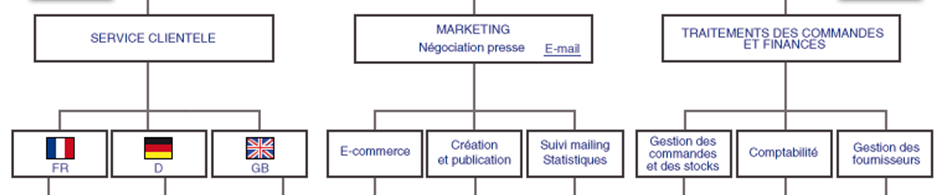 SERVICE CLIENTELE
MARKETING
Négociation presse E-mail
TRAITEMENTS DES COMMANDES
ET FINANCES
FR
D
GB
E-commerce
Création
et publication
Suivi mailing
Statistiques
Gestion des
commandes
et des stocks
Comptabilité
Gestion des
fournisseurs